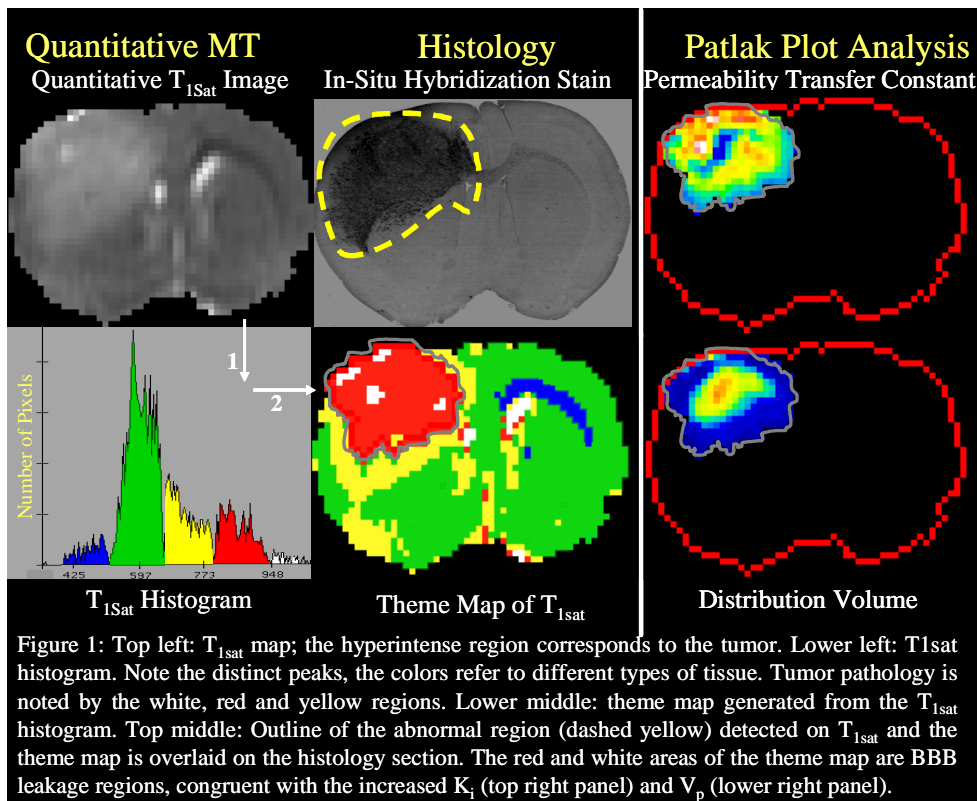 Quantitative MT
Quantitative T1Sat Image
Histology
In-Situ Hybridization Stain
Patlak Plot Analysis
Permeability Transfer Constant
1
2
Number of Pixels
425 597 773 948
T1Sat Histogram
Theme Map of T1sat
Distribution Volume
Figure 1: Top left: T1sat map; the hyperintense region corresponds to the tumor. Lower left: T1sat
histogram. Note the distinct peaks, the colors refer to different types of tissue. Tumor pathology is
noted by the white, red and yellow regions. Lower middle: theme map generated from the T1sat
histogram. Top middle: Outline of the abnormal region (dashed yellow) detected on T1sat and the
theme map is overlaid on the histology section. The red and white areas of the theme map are BBB
leakage regions, congruent with the increased Ki (top right panel) and Vp (lower right panel).